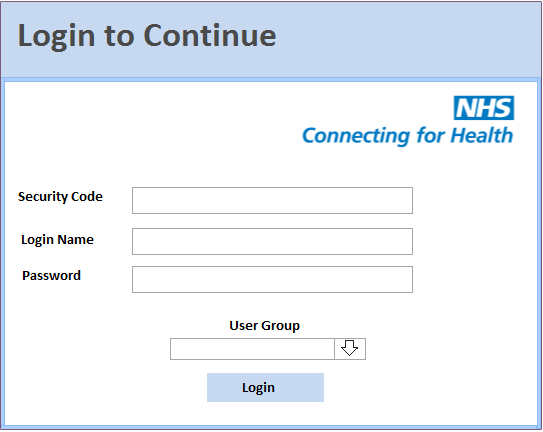 Login to Continue
NHS
Connecting for Health
Security Code
Login Name
Password
User Group
Login